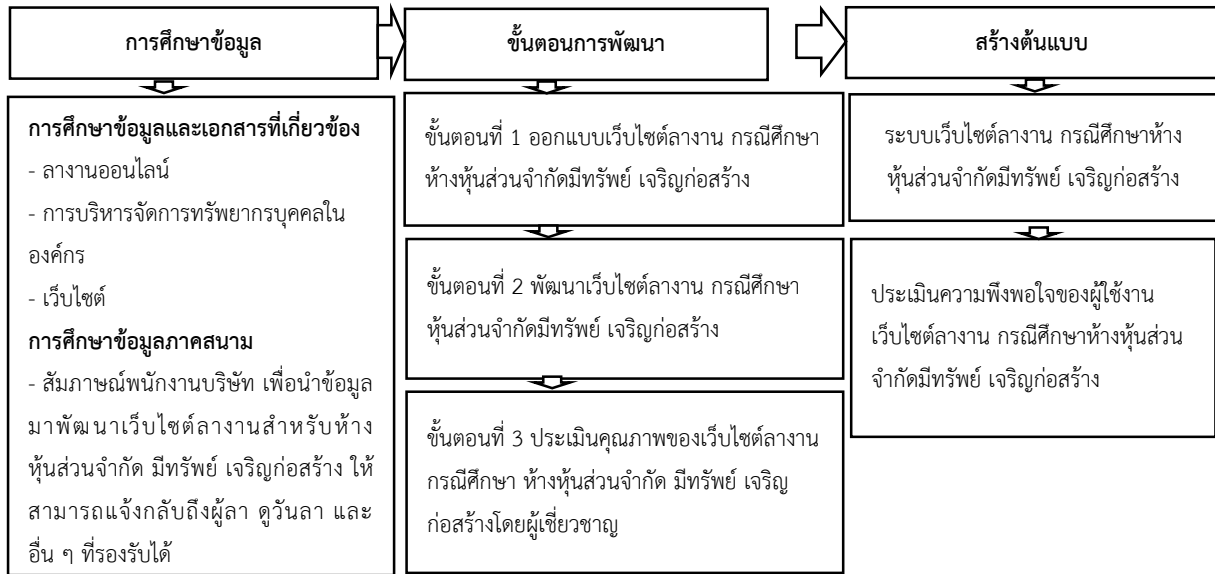 การศึกษาข้อมูล
ขั้นตอนการพัฒนา
สร้างต้นแบบ
การศึกษาข้อมูลและเอกสารที่เกี่ยวข้อง
- ลางานออนไลน์
- การบริหารจัดการทรัพยากรบุคคลใน
องค์กร
- เว็บไซต์
การศึกษาข้อมูลภาคสนาม
- สัมภาษณ์พนักงานบริษัท เพื่อนำข้อมูล
มาพัฒนาเว็บไซต์ลางานสำหรับห้าง
หุ้นส่วนจำกัด มีทรัพย์ เจริญก่อสร้าง ให้
สามารถแจ้งกลับถึงผู้ลา ดูวันลา และ
อื่น ๆ ที่รองรับได้
ขั้นตอนที่ 1 ออกแบบเว็บไซต์ลางาน กรณีศึกษา
ห้างหุ้นส่วนจำกัดมีทรัพย์ เจริญก่อสร้าง
ขั้นตอนที่ 2 พัฒนาเว็บไซต์ลางาน กรณีศึกษา
หุ้นส่วนจำกัดมีทรัพย์ เจริญก่อสร้าง
ขั้นตอนที่ 3 ประเมินคุณภาพของเว็บไซต์ลางาน
กรณีศึกษา ห้างหุ้นส่วนจำกัด มีทรัพย์ เจริญ
ก่อสร้างโดยผู้เชี่ยวชาญ
ระบบเว็บไซต์ลางาน กรณีศึกษาห้าง
หุ้นส่วนจำกัดมีทรัพย์ เจริญก่อสร้าง
ประเมินความพึงพอใจของผู้ใช้งาน
เว็บไซต์ลางาน กรณีศึกษาห้างหุ้นส่วน
จำกัดมีทรัพย์ เจริญก่อสร้าง